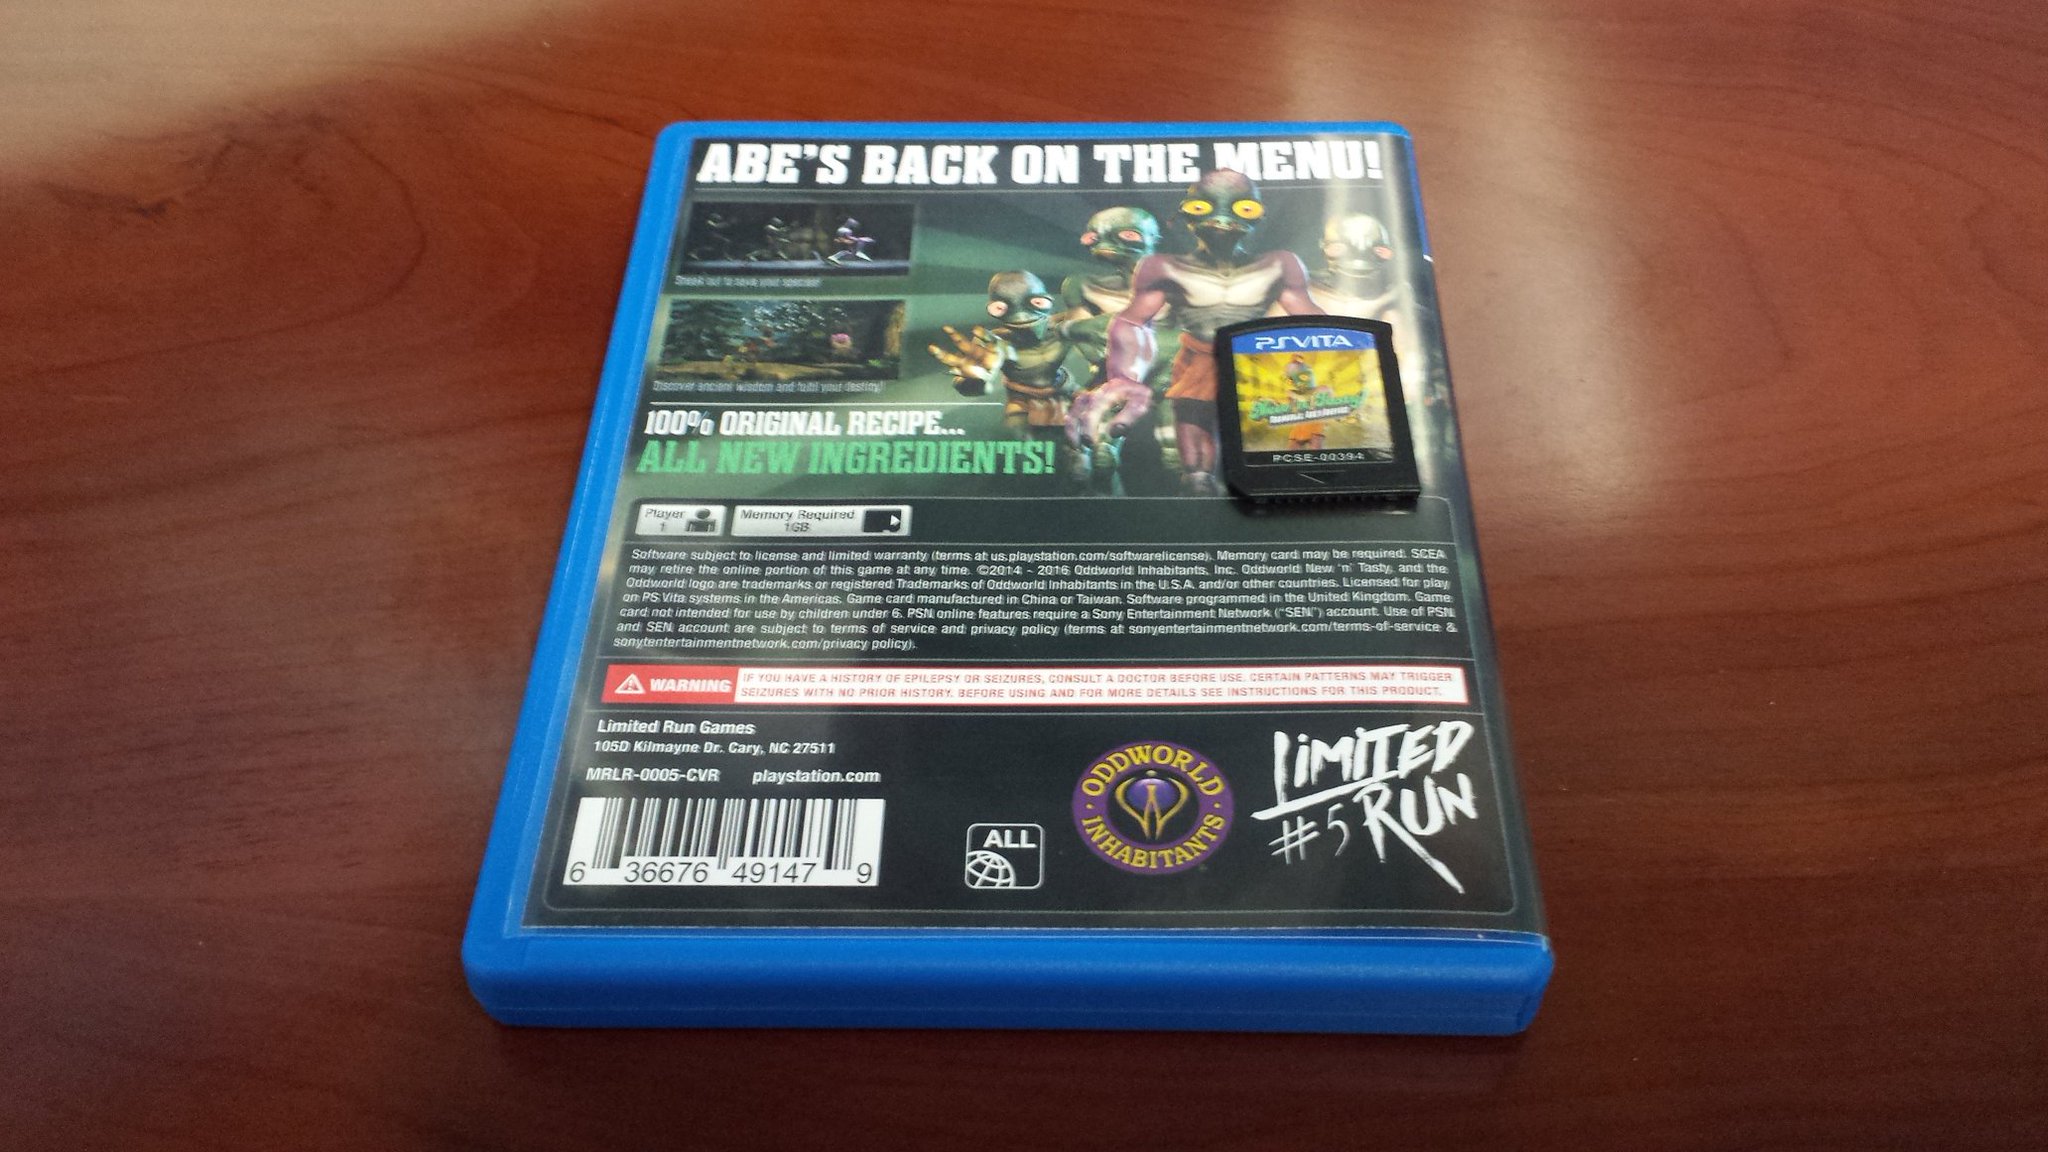 ABE'S BACK ON THE MENU!
Sneak out to save your species!
Discover ancient wisdom and fulfil your destiny!
100% ORIGINAL RECIPE...
ALL NEW INGREDIENTS!
PSVITA
New 'n' Tasty!
PCSE-00394
Player
1
Memory Required
1GB
Software subject to license and limited warranty (terms at us.playstation.com/softwarelicense). Memory card may be required. SCEA
may retire the online portion of this game at any time. ©2014 - 2016 Oddworld Inhabitants, Inc. Oddworld New 'n' Tasty, and the
Oddworld logo are trademarks or registered Trademarks of Oddworld Inhabitants in the U.S.A. and/or other countries. Licensed for play
on PS Vita systems in the Americas. Game card manufactured in China or Taiwan. Software programmed in the United Kingdom. Game
card not intended for use by children under 6. PSN online features require a Sony Entertainment Network ("SEN") account. Use of PSN
and SEN account are subject to terms of service and privacy policy (terms at sonyentertainmentnetwork.com/terms-of-service &
sonytentertainmentnetwork.com/privacy policy).
WARNING
IF YOU HAVE A HISTORY OF EPILEPSY OR SEIZURES, CONSULT A DOCTOR BEFORE USE. CERTAIN PATTERNS MAY TRIGGER
SEIZURES WITH NO PRIOR HISTORY. BEFORE USING AND FOR MORE DETAILS SEE INSTRUCTIONS FOR THIS PRODUCT.
Limited Run Games
105D Kilmayne Dr. Cary, NC 27511
MRLR-0005-CVR playstation.com
6 36676 49147 9
ALL
ODDWORLD
INHABITANTS
LIMITED
RUN
#5